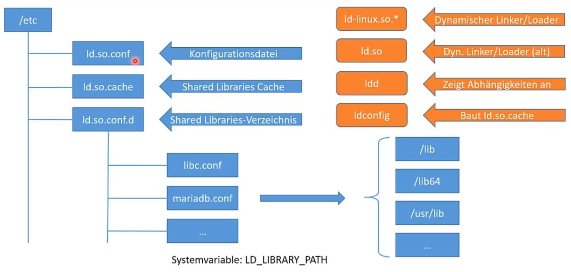 /etc
ld.so.conf
Konfigurationsdatei
ld.so.cache
Shared Libraries Cache
ld.so.conf.d
Shared Libraries-Verzeichnis
libc.conf
mariadb.conf
...
ld-linux.so.*
Dynamischer Linker/Loader
ld.so
Dyn. Linker/Loader (alt)
ldd
Zeigt Abhängigkeiten an
ldconfig
Baut ld.so.cache
/lib
/lib64
/usr/lib
...
Systemvariable: LD_LIBRARY_PATH